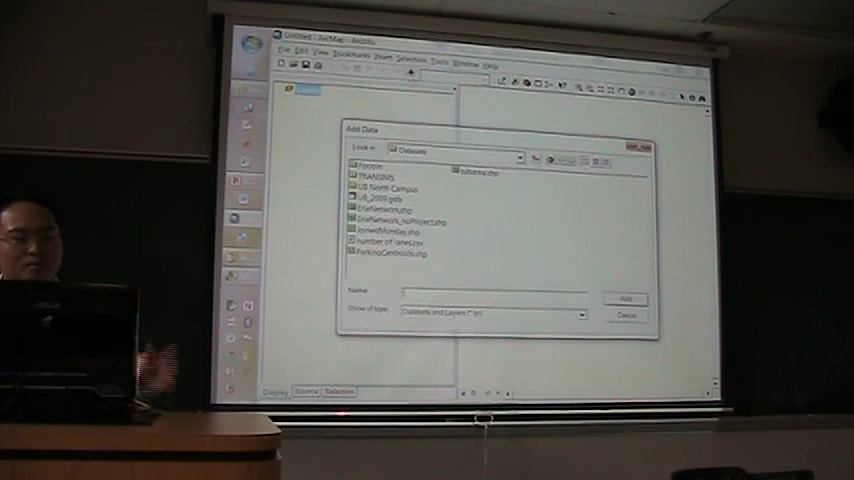 Untitled - ArcMap - ArcInfo
File Edit View Bookmarks Insert Selection Tools Window Help
Layers
Add Data
Look in: Datasets
TRANSIMS
UB North Campus
UB_2009.gdb
ErieNetwork.shp
ErieNetwork_noProject.shp
JoinedMonday.shp
number of lanes.csv
ParkingCentroids.shp
subarea.shp
Name:
Add
Show of type: Datasets and Layers (*.lyr)
Cancel
Display Source Selection
ASUS